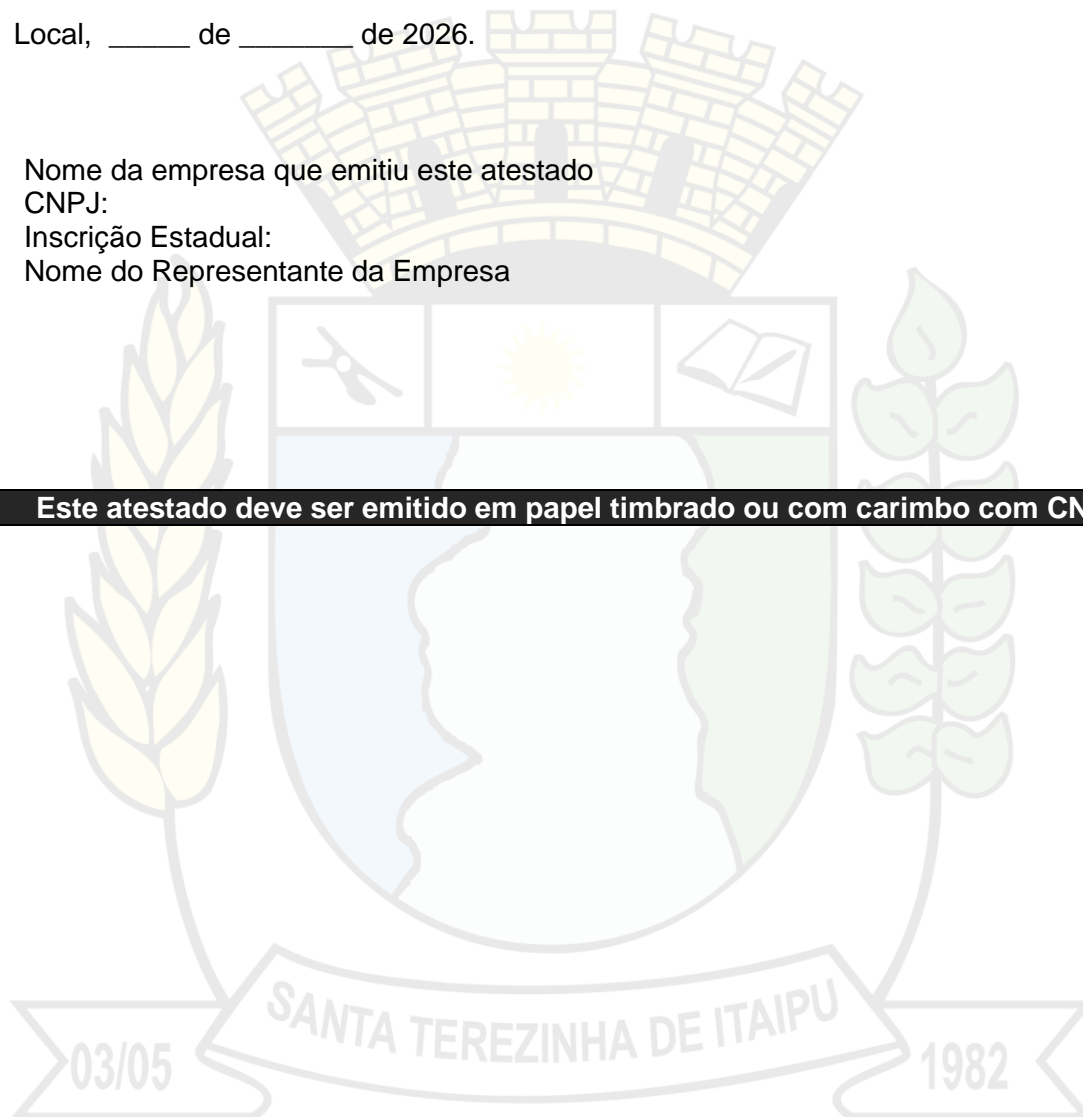 Local, _____ de _______ de 2026.
Nome da empresa que emitiu este atestado
CNPJ:
Inscrição Estadual:
Nome do Representante da Empresa
Este atestado deve ser emitido em papel timbrado ou com carimbo com CN
SANTA TEREZINHA DE ITAIPU
03/05
1982